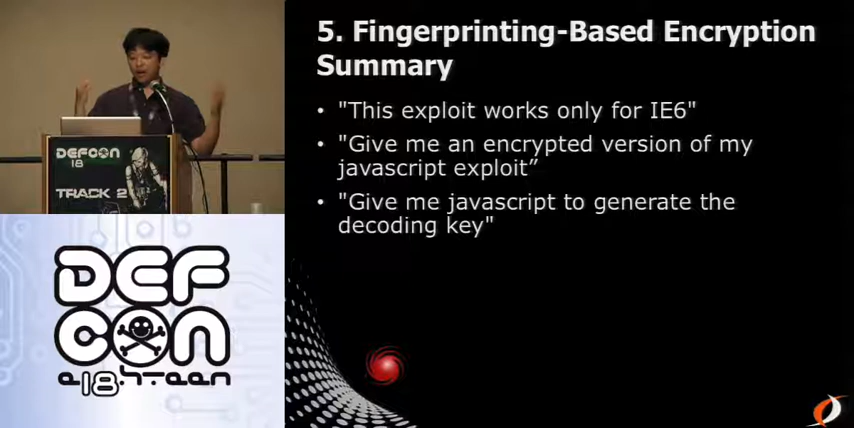 5. Fingerprinting-Based Encryption
Summary
• "This exploit works only for IE6"
• "Give me an encrypted version of my
javascript exploit”
• "Give me javascript to generate the
decoding key"
DEFCON
18
TRACK 2
DEF
CON
e18hteen